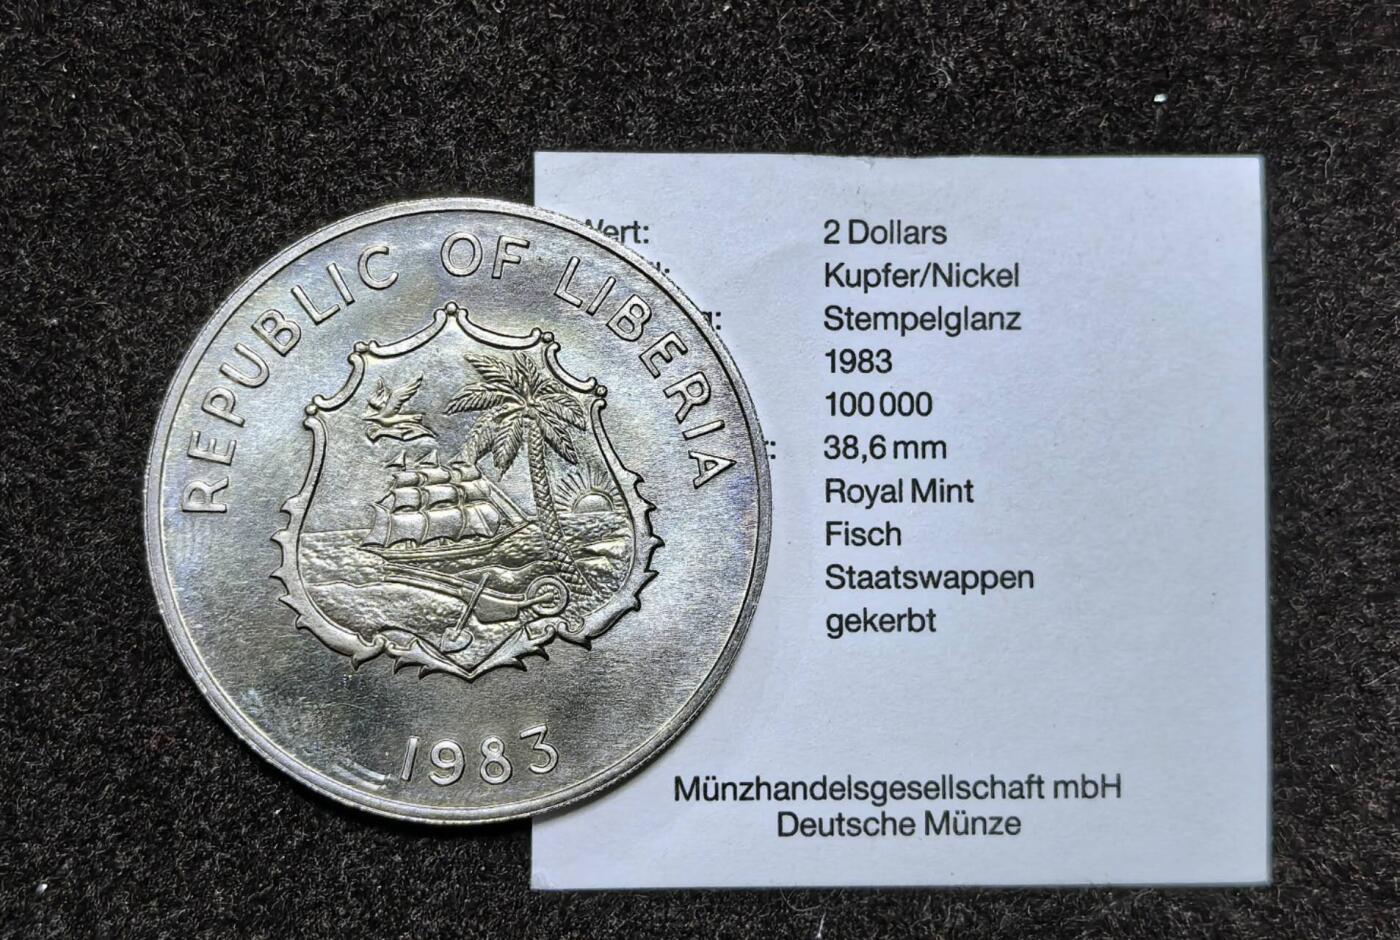 REPUBLIC OF LIBERIA
1983
2 Dollars
Kupfer/Nickel
Stempelglanz
1983
100 000
38,6 mm
Royal Mint
Fisch
Staatswappen
gekerbt
Münzhandelsgesellschaft mbH
Deutsche Münze